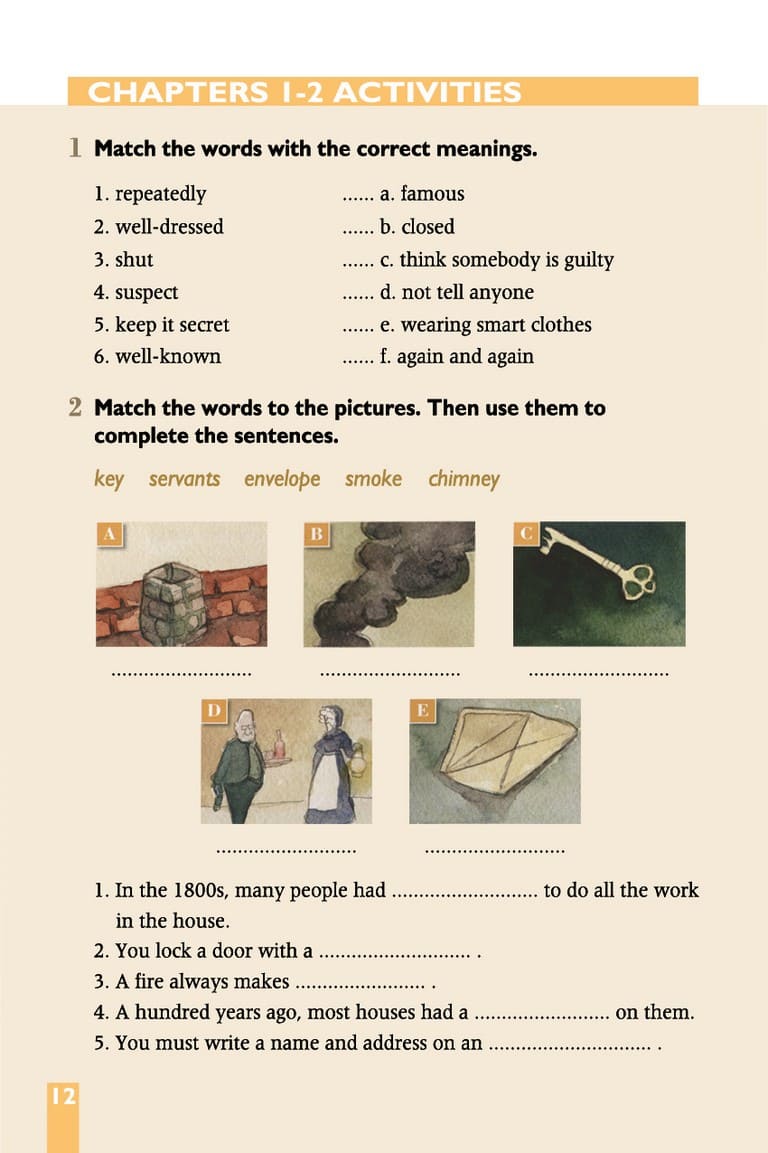 CHAPTERS 1-2 ACTIVITIES
1 Match the words with the correct meanings.
1. repeatedly ...... a. famous
2. well-dressed ...... b. closed
3. shut ...... c. think somebody is guilty
4. suspect ...... d. not tell anyone
5. keep it secret ...... e. wearing smart clothes
6. well-known ...... f. again and again
2 Match the words to the pictures. Then use them to
complete the sentences.
key servants envelope smoke chimney
A B C
.......................... .......................... ..........................
D E
.......................... ..........................
1. In the 1800s, many people had ........................... to do all the work
in the house.
2. You lock a door with a ............................ .
3. A fire always makes ........................ .
4. A hundred years ago, most houses had a ......................... on them.
5. You must write a name and address on an .............................. .
12